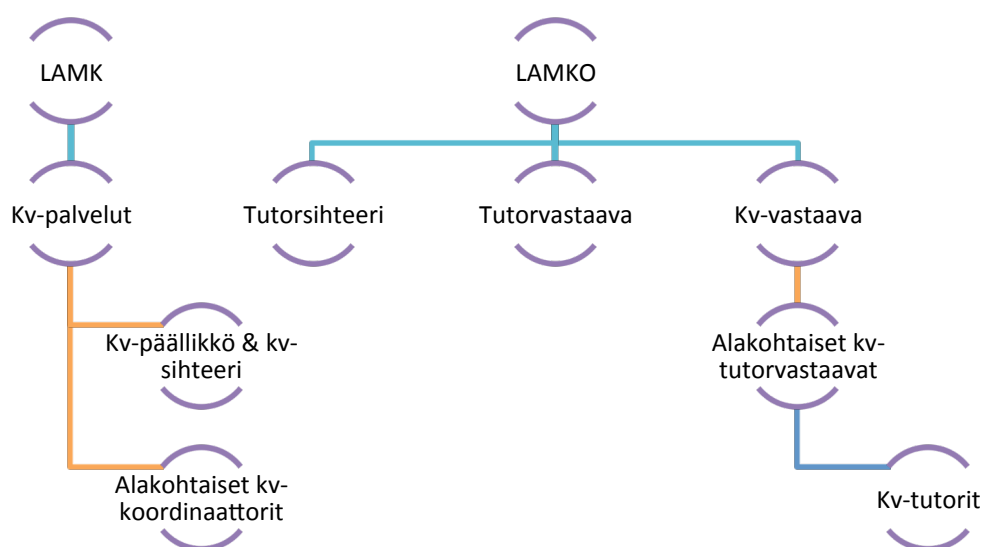 LAMK
LAMKO
Kv-palvelut
Tutorsihteeri
Tutorvastaava
Kv-vastaava
Kv-päällikkö & kv-
sihteeri
Alakohtaiset kv-
tutorvastaavat
Alakohtaiset kv-
koordinaattorit
Kv-tutorit